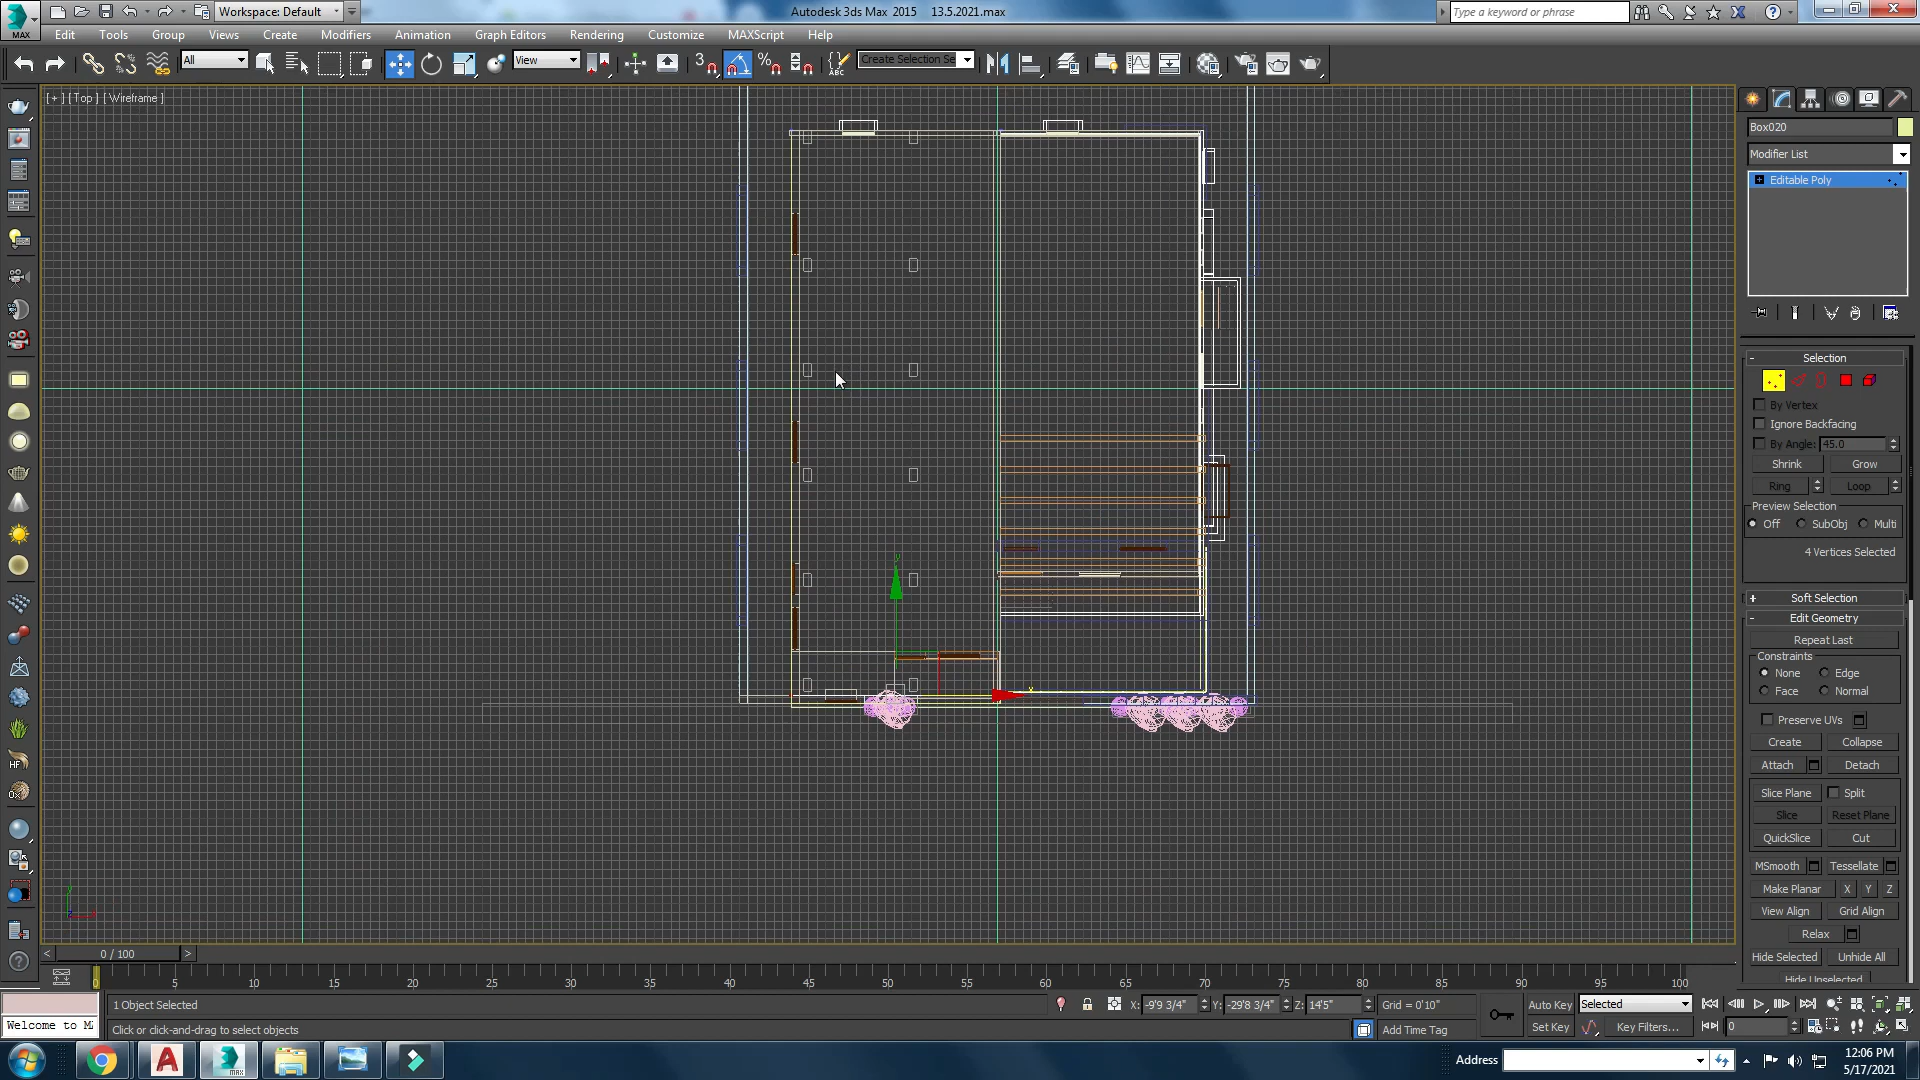 Workspace: Default
Autodesk 3ds Max 2015    13.5.2021.max
Type a keyword or phrase
MAX
Edit Tools Group Views Create Modifiers Animation Graph Editors Rendering Customize MAXScript Help
All
View
3
%
ABC
Create Selection Se
[ + ] [ Top ] [ Wireframe ]
Box020
Modifier List
Editable Poly
- Selection
By Vertex
Ignore Backfacing
By Angle: 45.0
Shrink Grow
Ring Loop
Preview Selection
Off SubObj Multi
4 Vertices Selected
+ Soft Selection
- Edit Geometry
Repeat Last
Constraints
None Edge
Face Normal
Preserve UVs
Create Collapse
Attach Detach
Slice Plane Split
Slice Reset Plane
QuickSlice Cut
MSmooth Tessellate
Make Planar X Y Z
View Align Grid Align
Relax
Hide Selected Unhide All
Hide Unselected
HF
< 0 / 100 >
0 5 10 15 20 25 30 35 40 45 50 55 60 65 70 75 80 85 90 95 100
1 Object Selected
X: -9'9 3/4" Y: -29'8 3/4" Z: 14'5" Grid = 0'10"
Auto Key Selected
Welcome to M
Click or click-and-drag to select objects
Add Time Tag
Set Key Key Filters... 0
Address
12:06 PM
5/17/2021